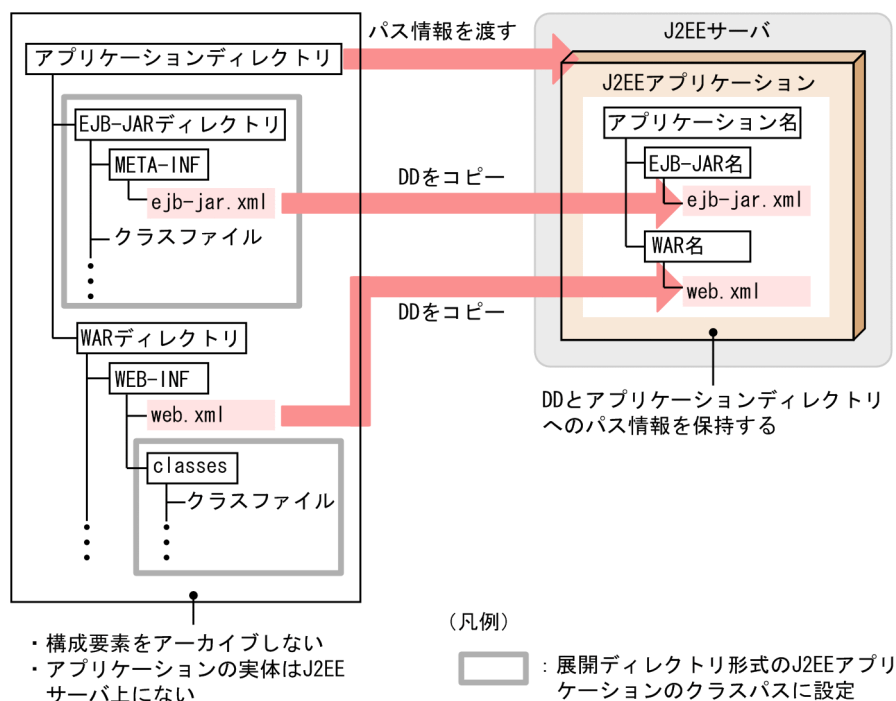 アプリケーションディレクトリ
EJB-JARディレクトリ
META-INF
ejb-jar.xml
クラスファイル
WARディレクトリ
WEB-INF
web.xml
classes
クラスファイル
・構成要素をアーカイブしない
・アプリケーションの実体はJ2EE
サーバ上にない
パス情報を渡す
DDをコピー
DDをコピー
J2EEサーバ
J2EEアプリケーション
アプリケーション名
EJB-JAR名
ejb-jar.xml
WAR名
web.xml
DDとアプリケーションディレクトリ
へのパス情報を保持する
（凡例）
：展開ディレクトリ形式のJ2EEアプリ
ケーションのクラスパスに設定